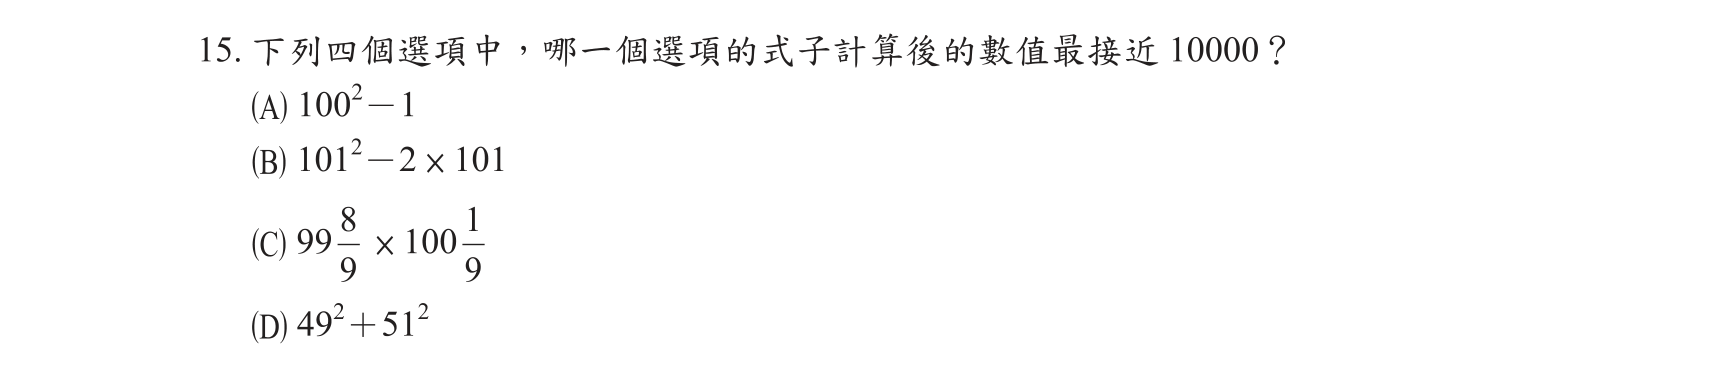 15. 下列四個選項中，哪一個選項的式子計算後的數值最接近 10000？
(A) 100²－1
(B) 101²－2 × 101
(C) 99 8/9 × 100 1/9
(D) 49²＋51²